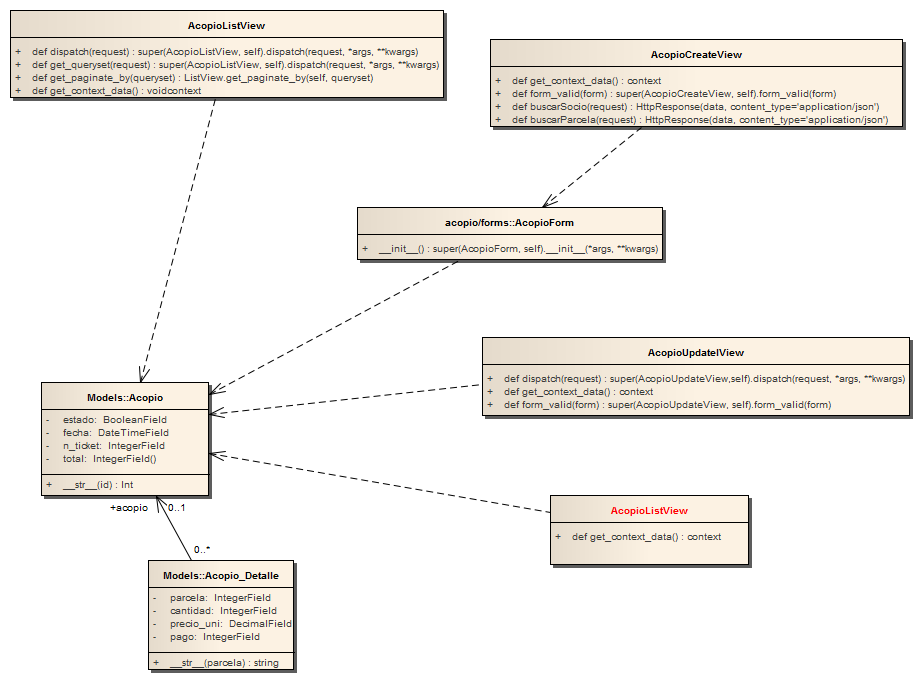 AcopioListView
+ def dispatch(request) : super(AcopioListView, self).dispatch(request, *args, **kwargs)
+ def get_queryset(request) : super(AcopioListView, self).dispatch(request, *args, **kwargs)
+ def get_paginate_by(queryset) : ListView.get_paginate_by(self, queryset)
+ def get_context_data() : voidcontext
AcopioCreateView
+ def get_context_data() : context
+ def form_valid(form) : super(AcopioCreateView, self).form_valid(form)
+ def buscarSocio(request) : HttpResponse(data, content_type='application/json')
+ def buscarParcela(request) : HttpResponse(data, content_type='application/json')
acopio/forms::AcopioForm
+ __init__() : super(AcopioForm, self).__init__(*args, **kwargs)
AcopioUpdatelView
+ def dispatch(request) : super(AcopioUpdateView,self).dispatch(request, *args, **kwargs)
+ def get_context_data() : context
+ def form_valid(form) : super(AcopioUpdateView, self).form_valid(form)
Models::Acopio
- estado: BooleanField
- fecha: DateTimeField
- n_ticket: IntegerField
- total: IntegerField()
+ __str__(id) : Int
+acopio 0..1
AcopioListView
+ def get_context_data() : context
0..*
Models::Acopio_Detalle
- parcela: IntegerField
- cantidad: IntegerField
- precio_uni: DecimalField
- pago: IntegerField
+ __str__(parcela) : string